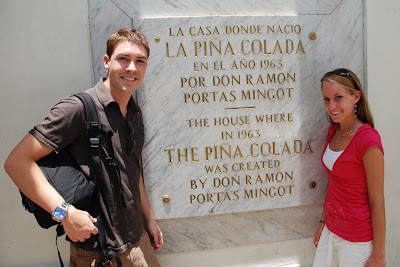 LA CASA DONDE NACIO
LA PIÑA COLADA
EN EL AÑO 1963
POR DON RAMON
PORTAS MINGOT
THE HOUSE WHERE
IN 1963
THE PIÑA COLADA
WAS CREATED
BY DON RAMON
PORTAS MINGOT